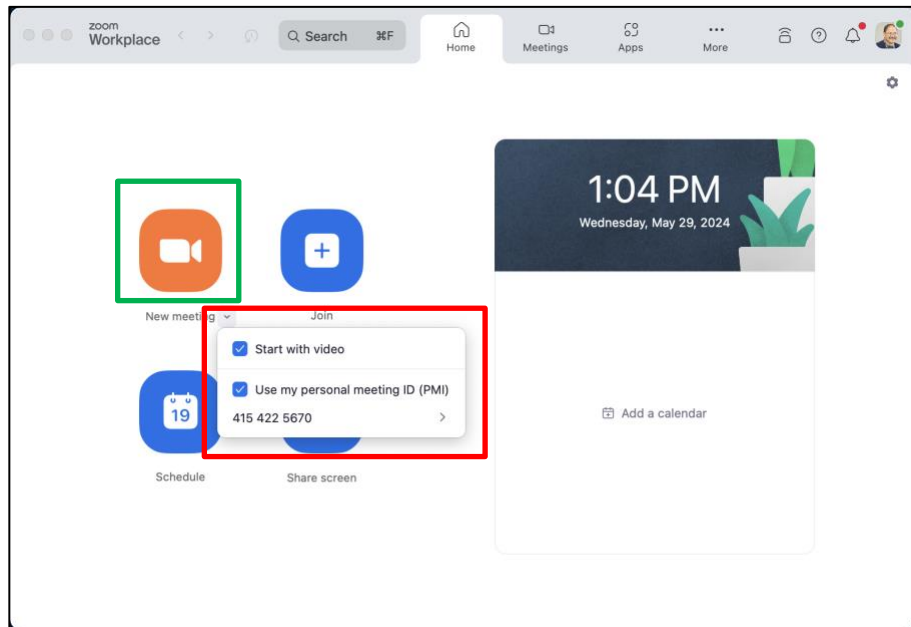 zoom
Workplace
Search ⌘F
Home
Meetings
Apps
More
1:04 PM
Wednesday, May 29, 2024
New meeting
Join
Start with video
Use my personal meeting ID (PMI)
415 422 5670
19
Schedule
Share screen
Add a calendar